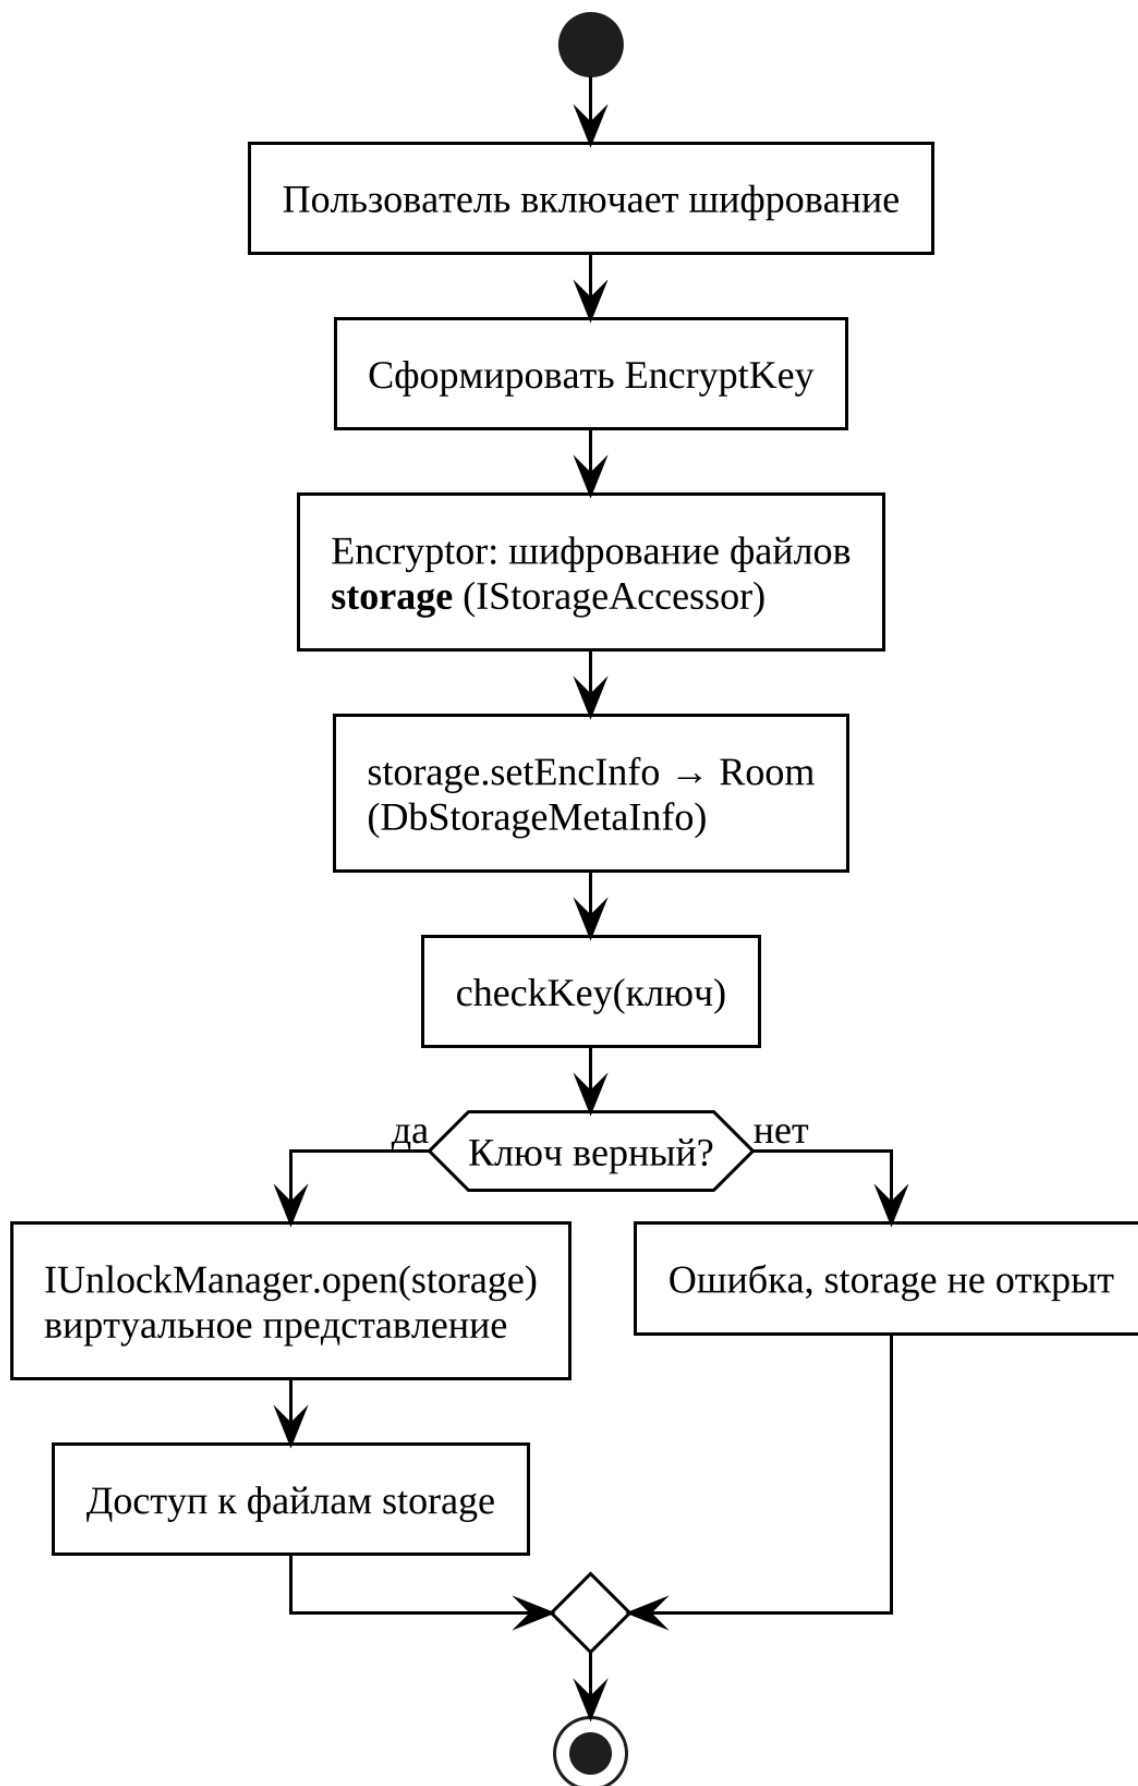 Пользователь включает шифрование
Сформировать EncryptKey
Encryptor: шифрование файлов
storage (IStorageAccessor)
storage.setEncInfo → Room
(DbStorageMetaInfo)
checkKey(ключ)
да
Ключ верный?
нет
IUnlockManager.open(storage)
виртуальное представление
Ошибка, storage не открыт
Доступ к файлам storage